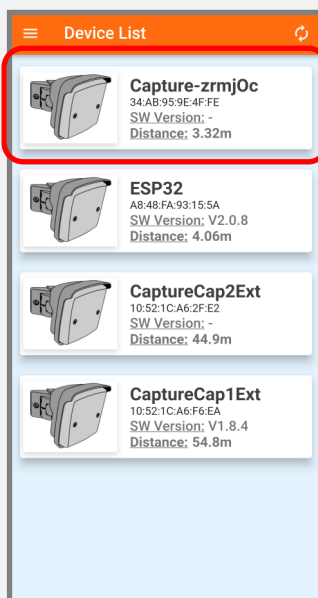 Device List
Capture-zrmjOc
34:AB:95:9E:4F:FE
SW Version: -
Distance: 3.32m
ESP32
A8:48:FA:93:15:5A
SW Version: V2.0.8
Distance: 4.06m
CaptureCap2Ext
10:52:1C:A6:2F:E2
SW Version: -
Distance: 44.9m
CaptureCap1Ext
10:52:1C:A6:F6:EA
SW Version: V1.8.4
Distance: 54.8m